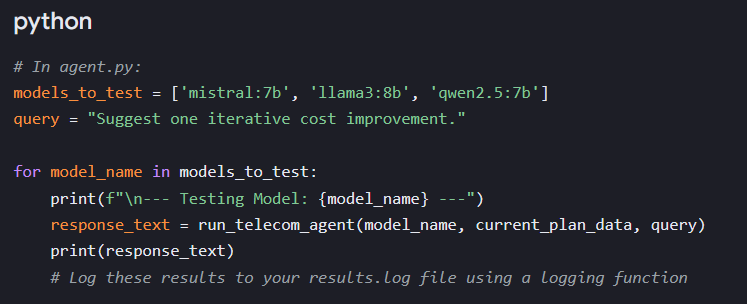 python
# In agent.py:
models_to_test = ['mistral:7b', 'llama3:8b', 'qwen2.5:7b']
query = "Suggest one iterative cost improvement."

for model_name in models_to_test:
    print(f"\n--- Testing Model: {model_name} ---")
    response_text = run_telecom_agent(model_name, current_plan_data, query)
    print(response_text)
    # Log these results to your results.log file using a logging function